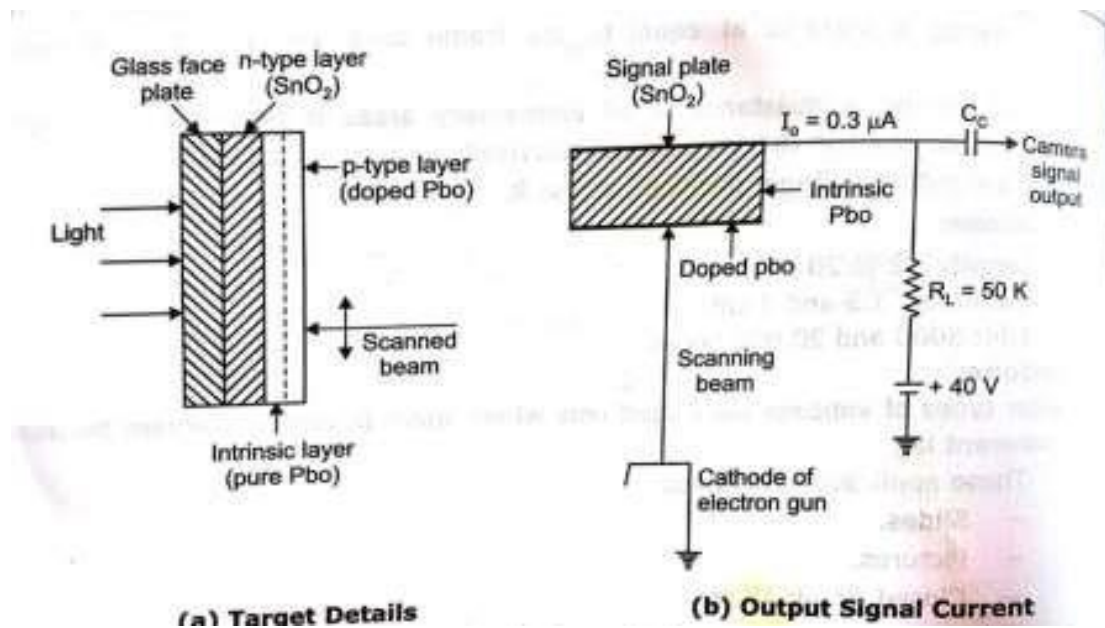 Glass face
plate
n-type layer
(SnO₂)
p-type layer
(doped Pbo)
Light
Scanned
beam
Intrinsic layer
(pure Pbo)
(a) Target Details
Signal plate
(SnO₂)
I₀ = 0.3 μA
C_C
Camera
signal
output
Intrinsic
Pbo
Doped pbo
R_L = 50 K
Scanning
beam
+ 40 V
Cathode of
electron gun
(b) Output Signal Current